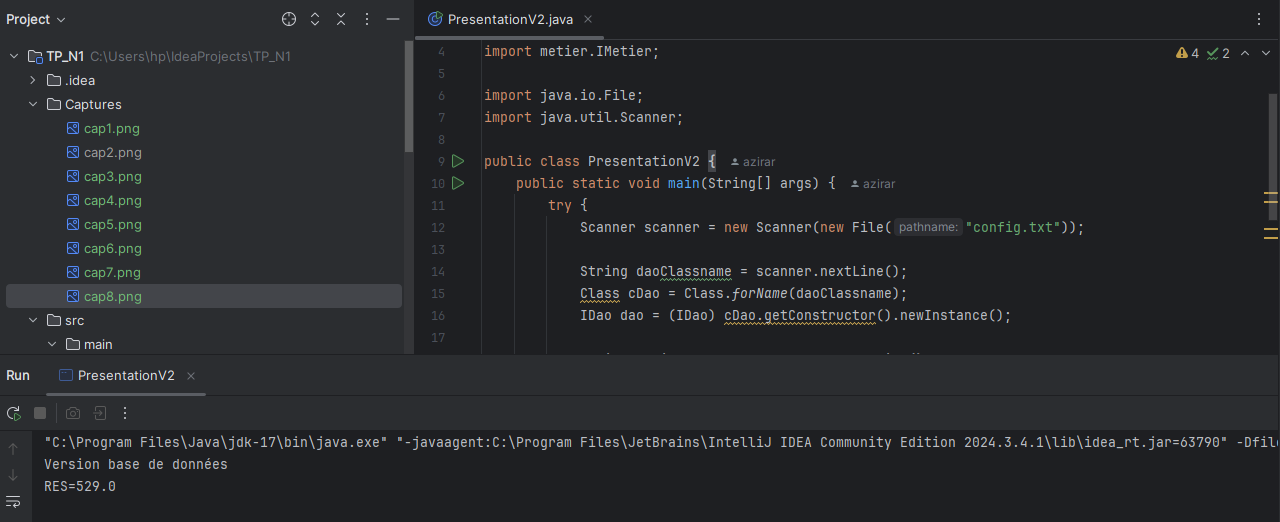 Project
PresentationV2.java
TP_N1 C:\Users\hp\IdeaProjects\TP_N1
.idea
Captures
cap1.png
cap2.png
cap3.png
cap4.png
cap5.png
cap6.png
cap7.png
cap8.png
src
main
4 import metier.IMetier;
4 2
5
6 import java.io.File;
7 import java.util.Scanner;
8
9 public class PresentationV2 { azirar
10 public static void main(String[] args) { azirar
11 try {
12 Scanner scanner = new Scanner(new File( pathname: "config.txt"));
13
14 String daoClassname = scanner.nextLine();
15 Class cDao = Class.forName(daoClassname);
16 IDao dao = (IDao) cDao.getConstructor().newInstance();
17
Run PresentationV2
"C:\Program Files\Java\jdk-17\bin\java.exe" "-javaagent:C:\Program Files\JetBrains\IntelliJ IDEA Community Edition 2024.3.4.1\lib\idea_rt.jar=63790" -Dfile
Version base de données
RES=529.0